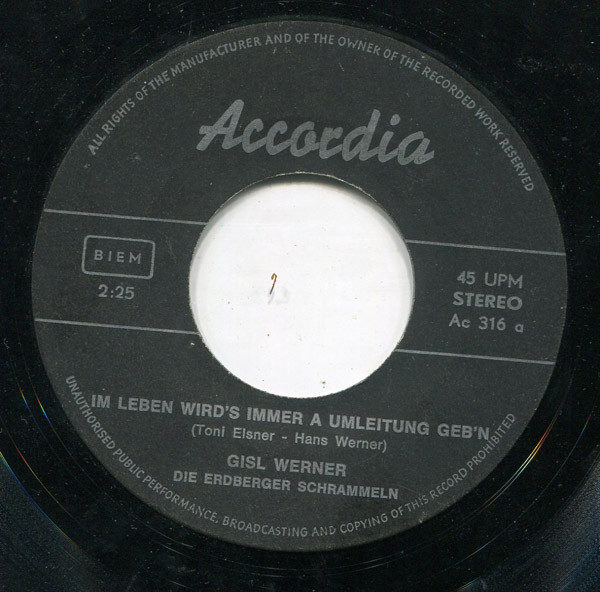 ALL RIGHTS OF THE MANUFACTURER AND OF THE OWNER OF THE RECORDED WORK RESERVED
Accordia
BIEM
2:25
45 UPM
STEREO
Ac 316 a
IM LEBEN WIRD'S IMMER A UMLEITUNG GEB'N
(Toni Elsner - Hans Werner)
GISL WERNER
DIE ERDBERGER SCHRAMMELN
UNAUTHORISED PUBLIC PERFORMANCE, BROADCASTING AND COPYING OF THIS RECORD PROHIBITED